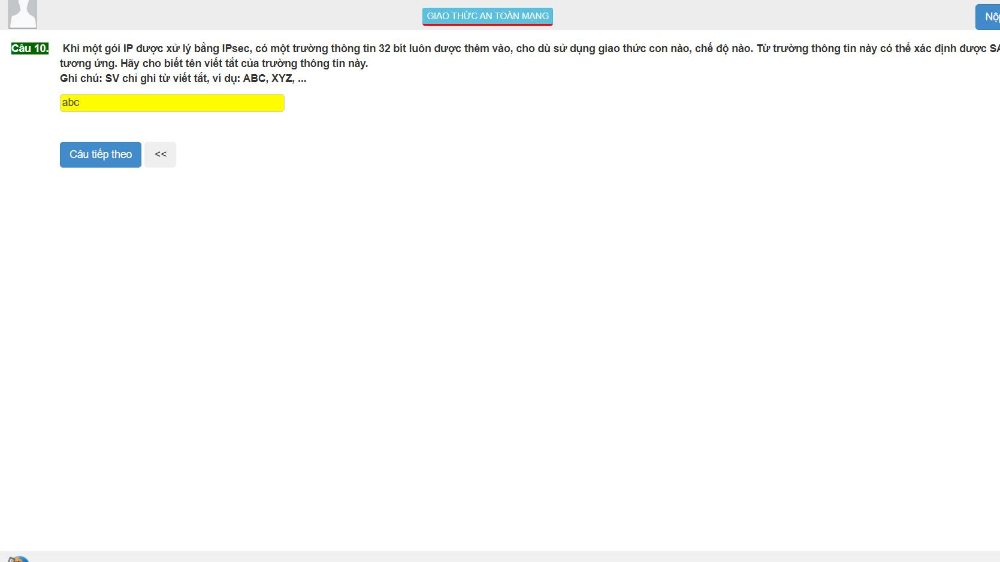 GIAO THỨC AN TOÀN MẠNG
Câu 10. Khi một gói IP được xử lý bằng IPsec, có một trường thông tin 32 bít luôn được thêm vào, cho dù sử dụng giao thức con nào, chế độ nào. Từ trường thông tin này có thể xác định được SA
tương ứng. Hãy cho biết tên viết tắt của trường thông tin này.
Ghi chú: SV chỉ ghi từ viết tắt, ví dụ: ABC, XYZ, ...
abc
Câu tiếp theo <<